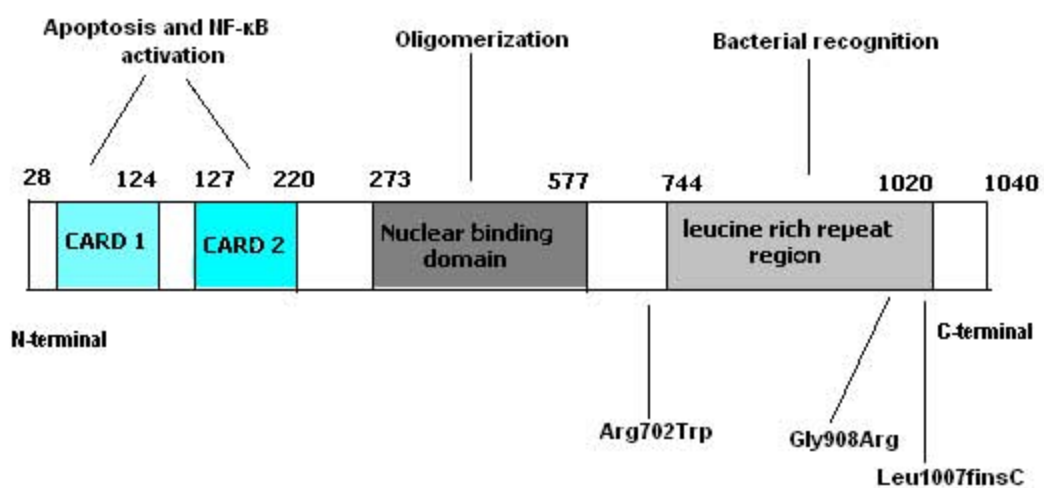 Apoptosis and NF-κB
activation
Oligomerization
Bacterial recognition
28 124 127 220 273 577 744 1020 1040
CARD 1 CARD 2 Nuclear binding
domain
leucine rich repeat
region
N-terminal
C-terminal
Arg702Trp
Gly908Arg
Leu1007finsC